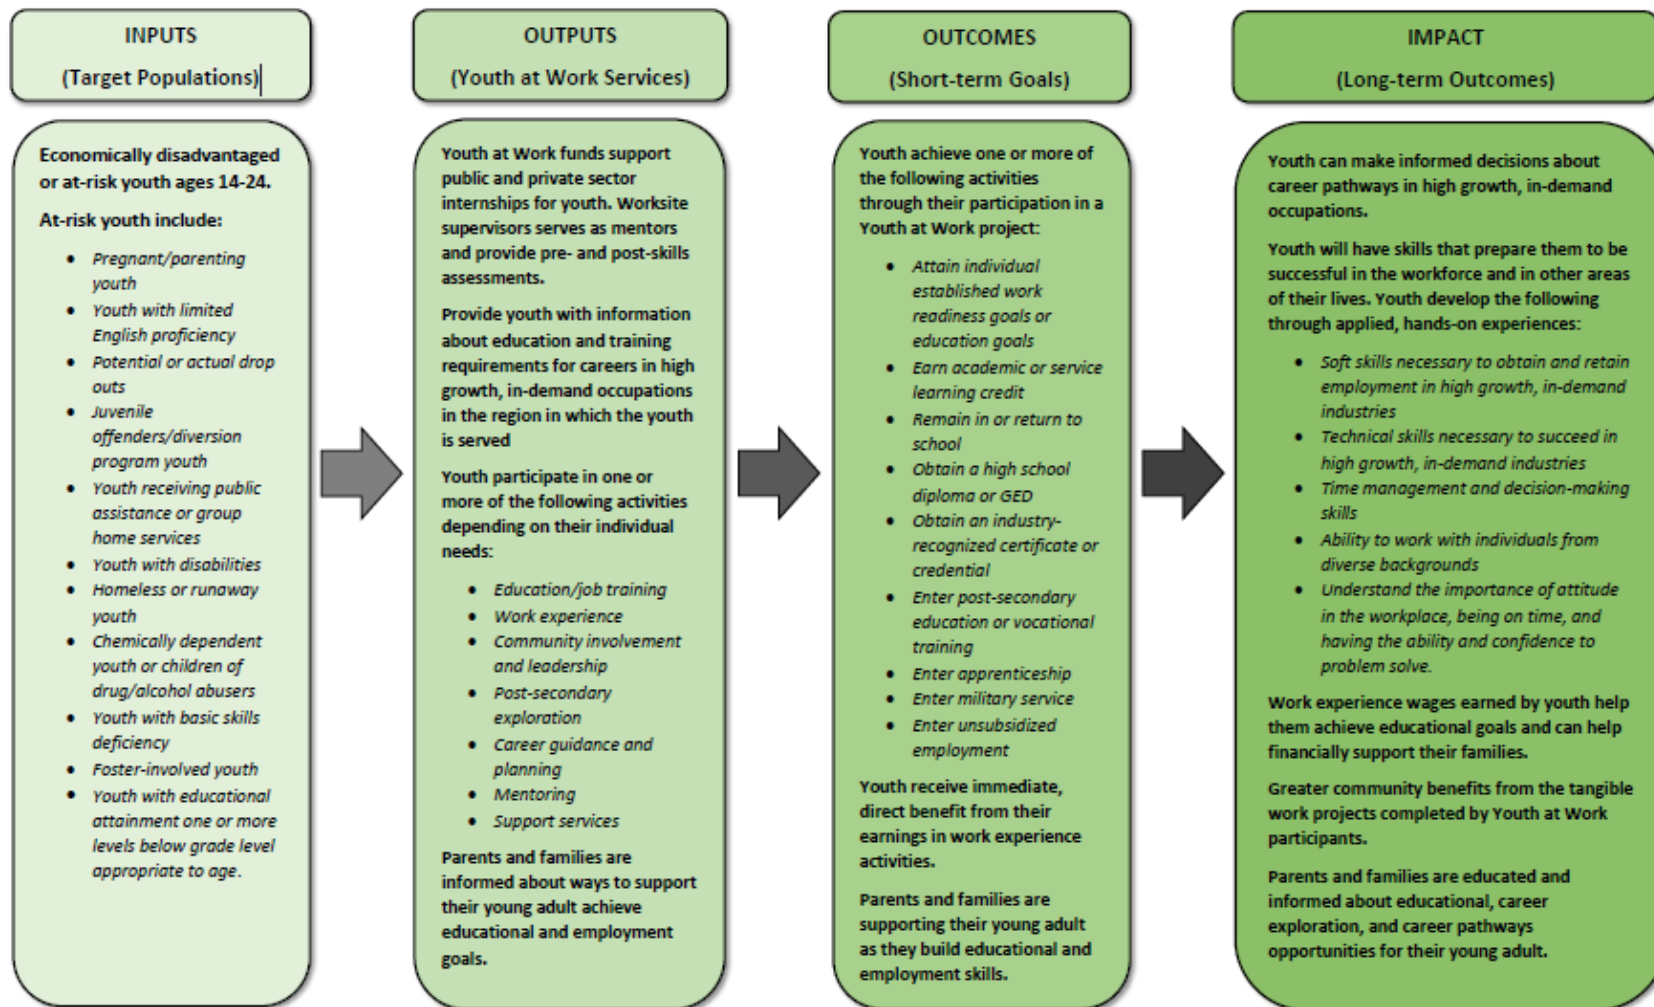 INPUTS
(Target Populations)
Economically disadvantaged
or at-risk youth ages 14-24.
At-risk youth include:
• Pregnant/parenting
youth
• Youth with limited
English proficiency
• Potential or actual drop
outs
• Juvenile
offenders/diversion
program youth
• Youth receiving public
assistance or group
home services
• Youth with disabilities
• Homeless or runaway
youth
• Chemically dependent
youth or children of
drug/alcohol abusers
• Youth with basic skills
deficiency
• Foster-involved youth
• Youth with educational
attainment one or more
levels below grade level
appropriate to age.
OUTPUTS
(Youth at Work Services)
Youth at Work funds support
public and private sector
internships for youth. Worksite
supervisors serves as mentors
and provide pre- and post-skills
assessments.
Provide youth with information
about education and training
requirements for careers in high
growth, in-demand occupations
in the region in which the youth
is served
Youth participate in one or
more of the following activities
depending on their individual
needs:
• Education/job training
• Work experience
• Community involvement
and leadership
• Post-secondary
exploration
• Career guidance and
planning
• Mentoring
• Support services
Parents and families are
informed about ways to support
their young adult achieve
educational and employment
goals.
OUTCOMES
(Short-term Goals)
Youth achieve one or more of
the following activities
through their participation in a
Youth at Work project:
• Attain individual
established work
readiness goals or
education goals
• Earn academic or service
learning credit
• Remain in or return to
school
• Obtain a high school
diploma or GED
• Obtain an industry-
recognized certificate or
credential
• Enter post-secondary
education or vocational
training
• Enter apprenticeship
• Enter military service
• Enter unsubsidized
employment
Youth receive immediate,
direct benefit from their
earnings in work experience
activities.
Parents and families are
supporting their young adult
as they build educational and
employment skills.
IMPACT
(Long-term Outcomes)
Youth can make informed decisions about
career pathways in high growth, in-demand
occupations.
Youth will have skills that prepare them to be
successful in the workforce and in other areas
of their lives. Youth develop the following
through applied, hands-on experiences:
• Soft skills necessary to obtain and retain
employment in high growth, in-demand
industries
• Technical skills necessary to succeed in
high growth, in-demand industries
• Time management and decision-making
skills
• Ability to work with individuals from
diverse backgrounds
• Understand the importance of attitude
in the workplace, being on time, and
having the ability and confidence to
problem solve.
Work experience wages earned by youth help
them achieve educational goals and can help
financially support their families.
Greater community benefits from the tangible
work projects completed by Youth at Work
participants.
Parents and families are educated and
informed about educational, career
exploration, and career pathways
opportunities for their young adult.